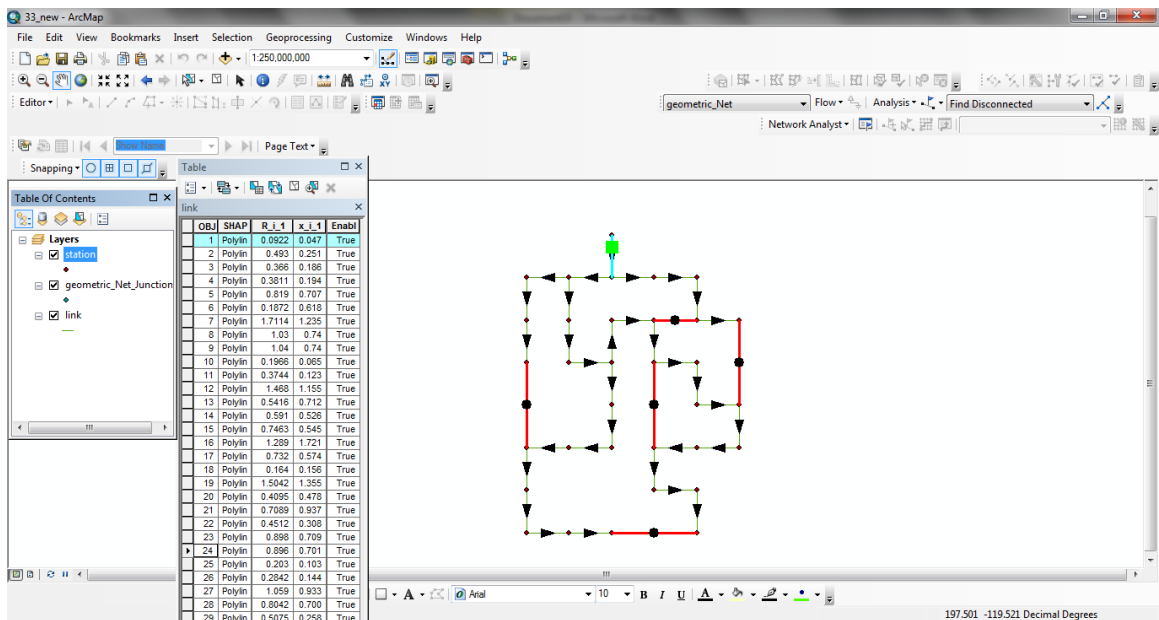 33_new - ArcMap
File Edit View Bookmarks Insert Selection Geoprocessing Customize Windows Help
1:250,000,000
Editor
geometric_Net Flow Analysis Find Disconnected
Network Analyst
Show Name Page Text
Snapping
Table
Table Of Contents
link
Layers
station
geometric_Net_Junction
link
OBJ SHAP R_i_1 x_i_1 Enabl
1 Polylin 0.0922 0.047 True
2 Polylin 0.493 0.251 True
3 Polylin 0.366 0.186 True
4 Polylin 0.3811 0.194 True
5 Polylin 0.819 0.707 True
6 Polylin 0.1872 0.618 True
7 Polylin 1.7114 1.235 True
8 Polylin 1.03 0.74 True
9 Polylin 1.04 0.74 True
10 Polylin 0.1966 0.065 True
11 Polylin 0.3744 0.123 True
12 Polylin 1.468 1.155 True
13 Polylin 0.5416 0.712 True
14 Polylin 0.591 0.526 True
15 Polylin 0.7463 0.545 True
16 Polylin 1.289 1.721 True
17 Polylin 0.732 0.574 True
18 Polylin 0.164 0.156 True
19 Polylin 1.5042 1.355 True
20 Polylin 0.4095 0.478 True
21 Polylin 0.7089 0.937 True
22 Polylin 0.4512 0.308 True
23 Polylin 0.898 0.709 True
24 Polylin 0.896 0.701 True
25 Polylin 0.203 0.103 True
26 Polylin 0.2842 0.144 True
27 Polylin 1.059 0.933 True
28 Polylin 0.8042 0.700 True
29 Polylin 0.5075 0.258 True
A Arial 10 B I U A
197.501 -119.521 Decimal Degrees